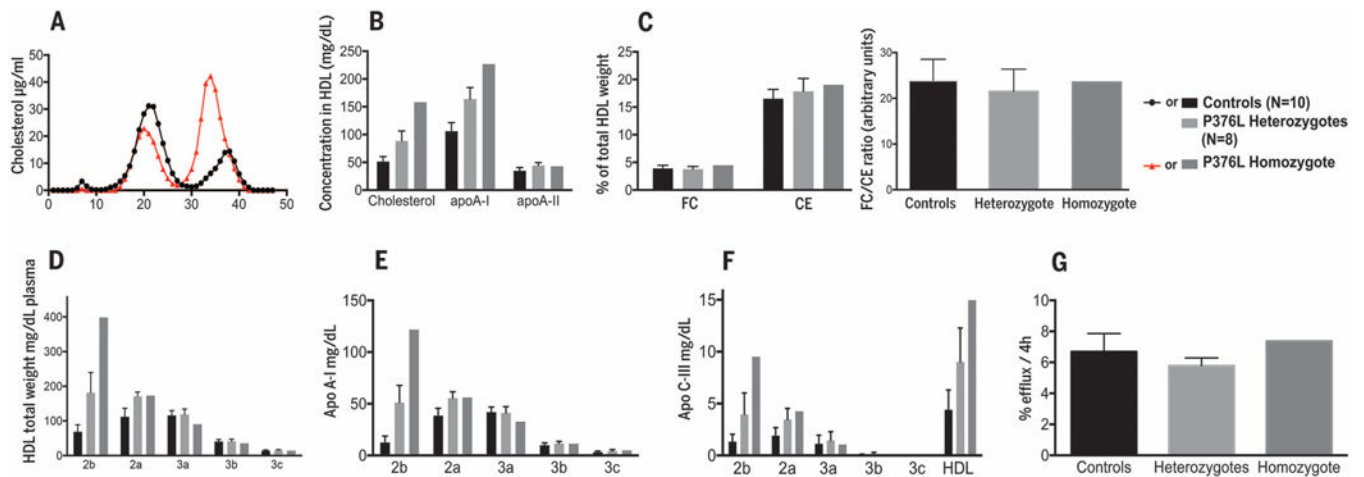 A
Cholesterol µg/ml
50
40
30
20
10
0
0 10 20 30 40 50
B
Concentration in HDL (mg/dL)
250
200
150
100
50
0
Cholesterol apoA-I apoA-II
C
% of total HDL weight
25
20
15
10
5
0
FC CE
FC/CE ratio (arbitrary units)
30
20
10
0
Controls Heterozygote Homozygote
or Controls (N=10)
P376L Heterozygotes
(N=8)
or P376L Homozygote
D
HDL total weight mg/dL plasma
400
300
200
100
0
2b 2a 3a 3b 3c
E
Apo A-I mg/dL
150
100
50
0
2b 2a 3a 3b 3c
F
Apo C-III mg/dL
15
10
5
0
2b 2a 3a 3b 3c HDL
G
% efflux / 4h
10
8
6
4
2
0
Controls Heterozygotes Homozygote